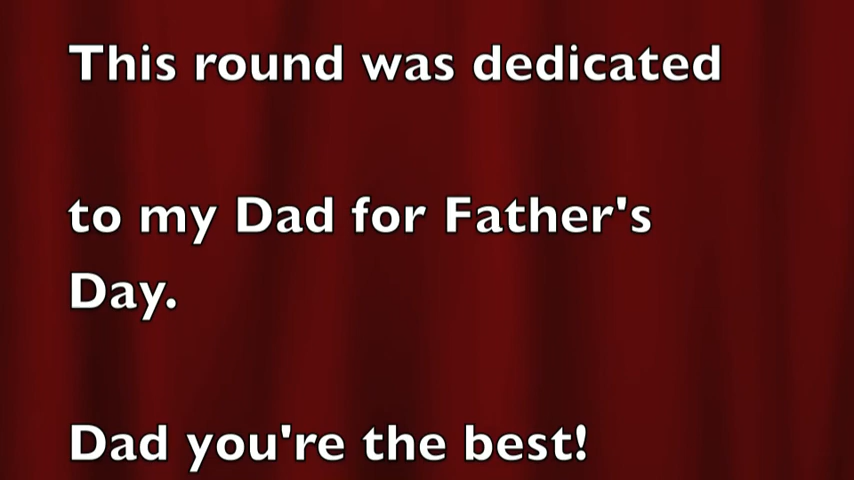 This round was dedicated
to my Dad for Father's
Day.
Dad you're the best!